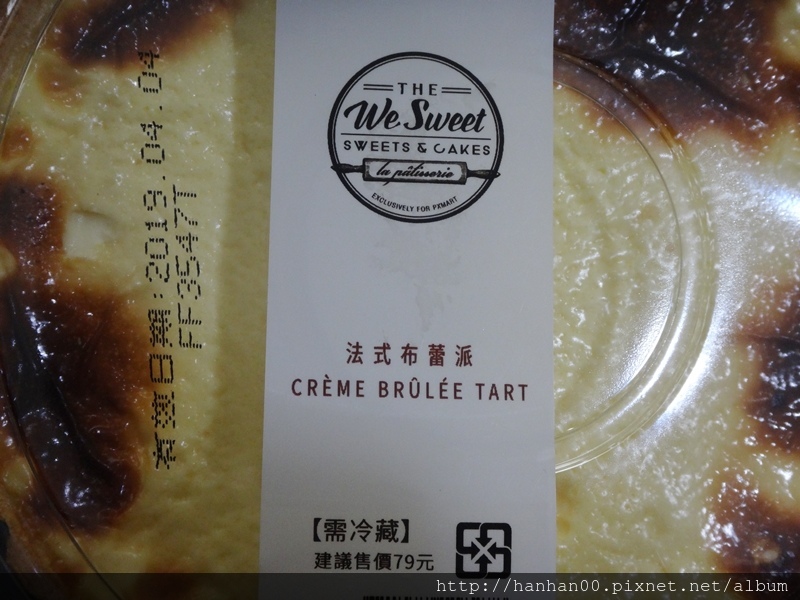 有效日期:2019.04.04
FF35471
THE
We Sweet
SWEETS & CAKES
la pâtisserie
EXCLUSIVELY FOR PXMART
法式布蕾派
CRÈME BRÛLÉE TART
【需冷藏】
建議售價79元
http://hanhan00.pixnet.net/album